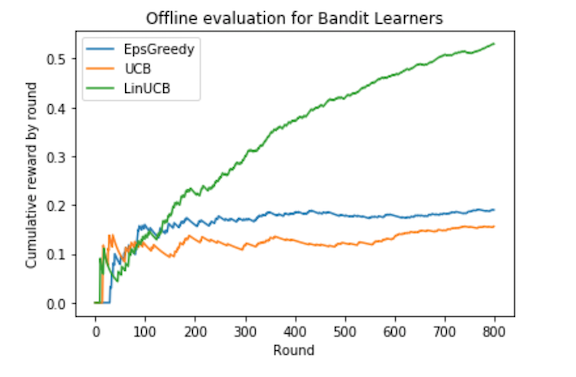 Offline evaluation for Bandit Learners
EpsGreedy
UCB
LinUCB
Cumulative reward by round
0.5
0.4
0.3
0.2
0.1
0.0
0 100 200 300 400 500 600 700 800
Round